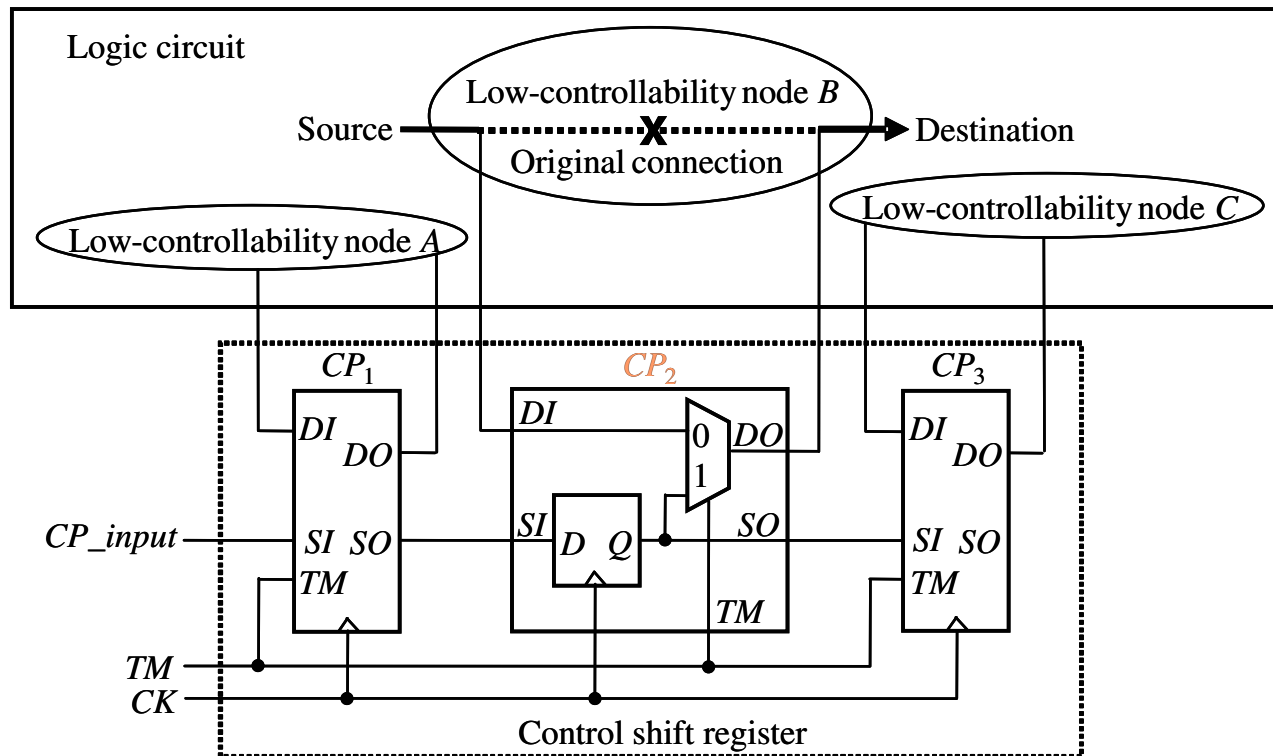 Logic circuit
Low-controllability node B
Source
Destination
Original connection
Low-controllability node C
Low-controllability node A
CP1
CP2
CP3
DI
DO
SI SO
TM
DI
0
1
DO
SI
D Q
SO
TM
DI
DO
SI SO
TM
CP_input
TM
CK
Control shift register